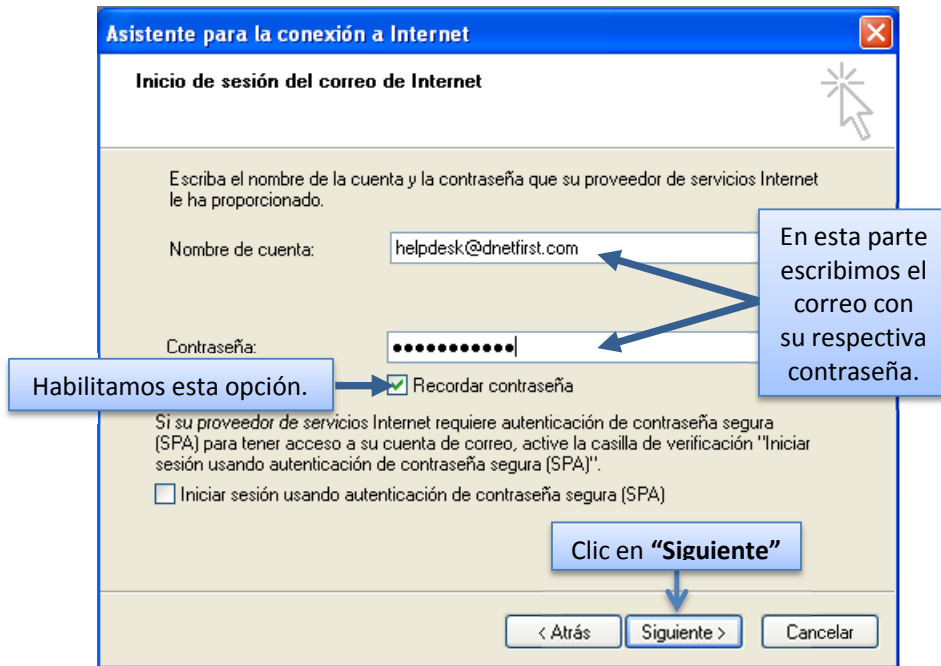 Asistente para la conexión a Internet
Inicio de sesión del correo de Internet
Escriba el nombre de la cuenta y la contraseña que su proveedor de servicios Internet
le ha proporcionado.
Nombre de cuenta:
helpdesk@dnetfirst.com
En esta parte
escribimos el
correo con
su respectiva
contraseña.
Contraseña:
●●●●●●●●●●●
Habilitamos esta opción.
Recordar contraseña
Si su proveedor de servicios Internet requiere autenticación de contraseña segura
(SPA) para tener acceso a su cuenta de correo, active la casilla de verificación "Iniciar
sesión usando autenticación de contraseña segura (SPA)".
Iniciar sesión usando autenticación de contraseña segura (SPA)
Clic en “Siguiente”
< Atrás
Siguiente >
Cancelar